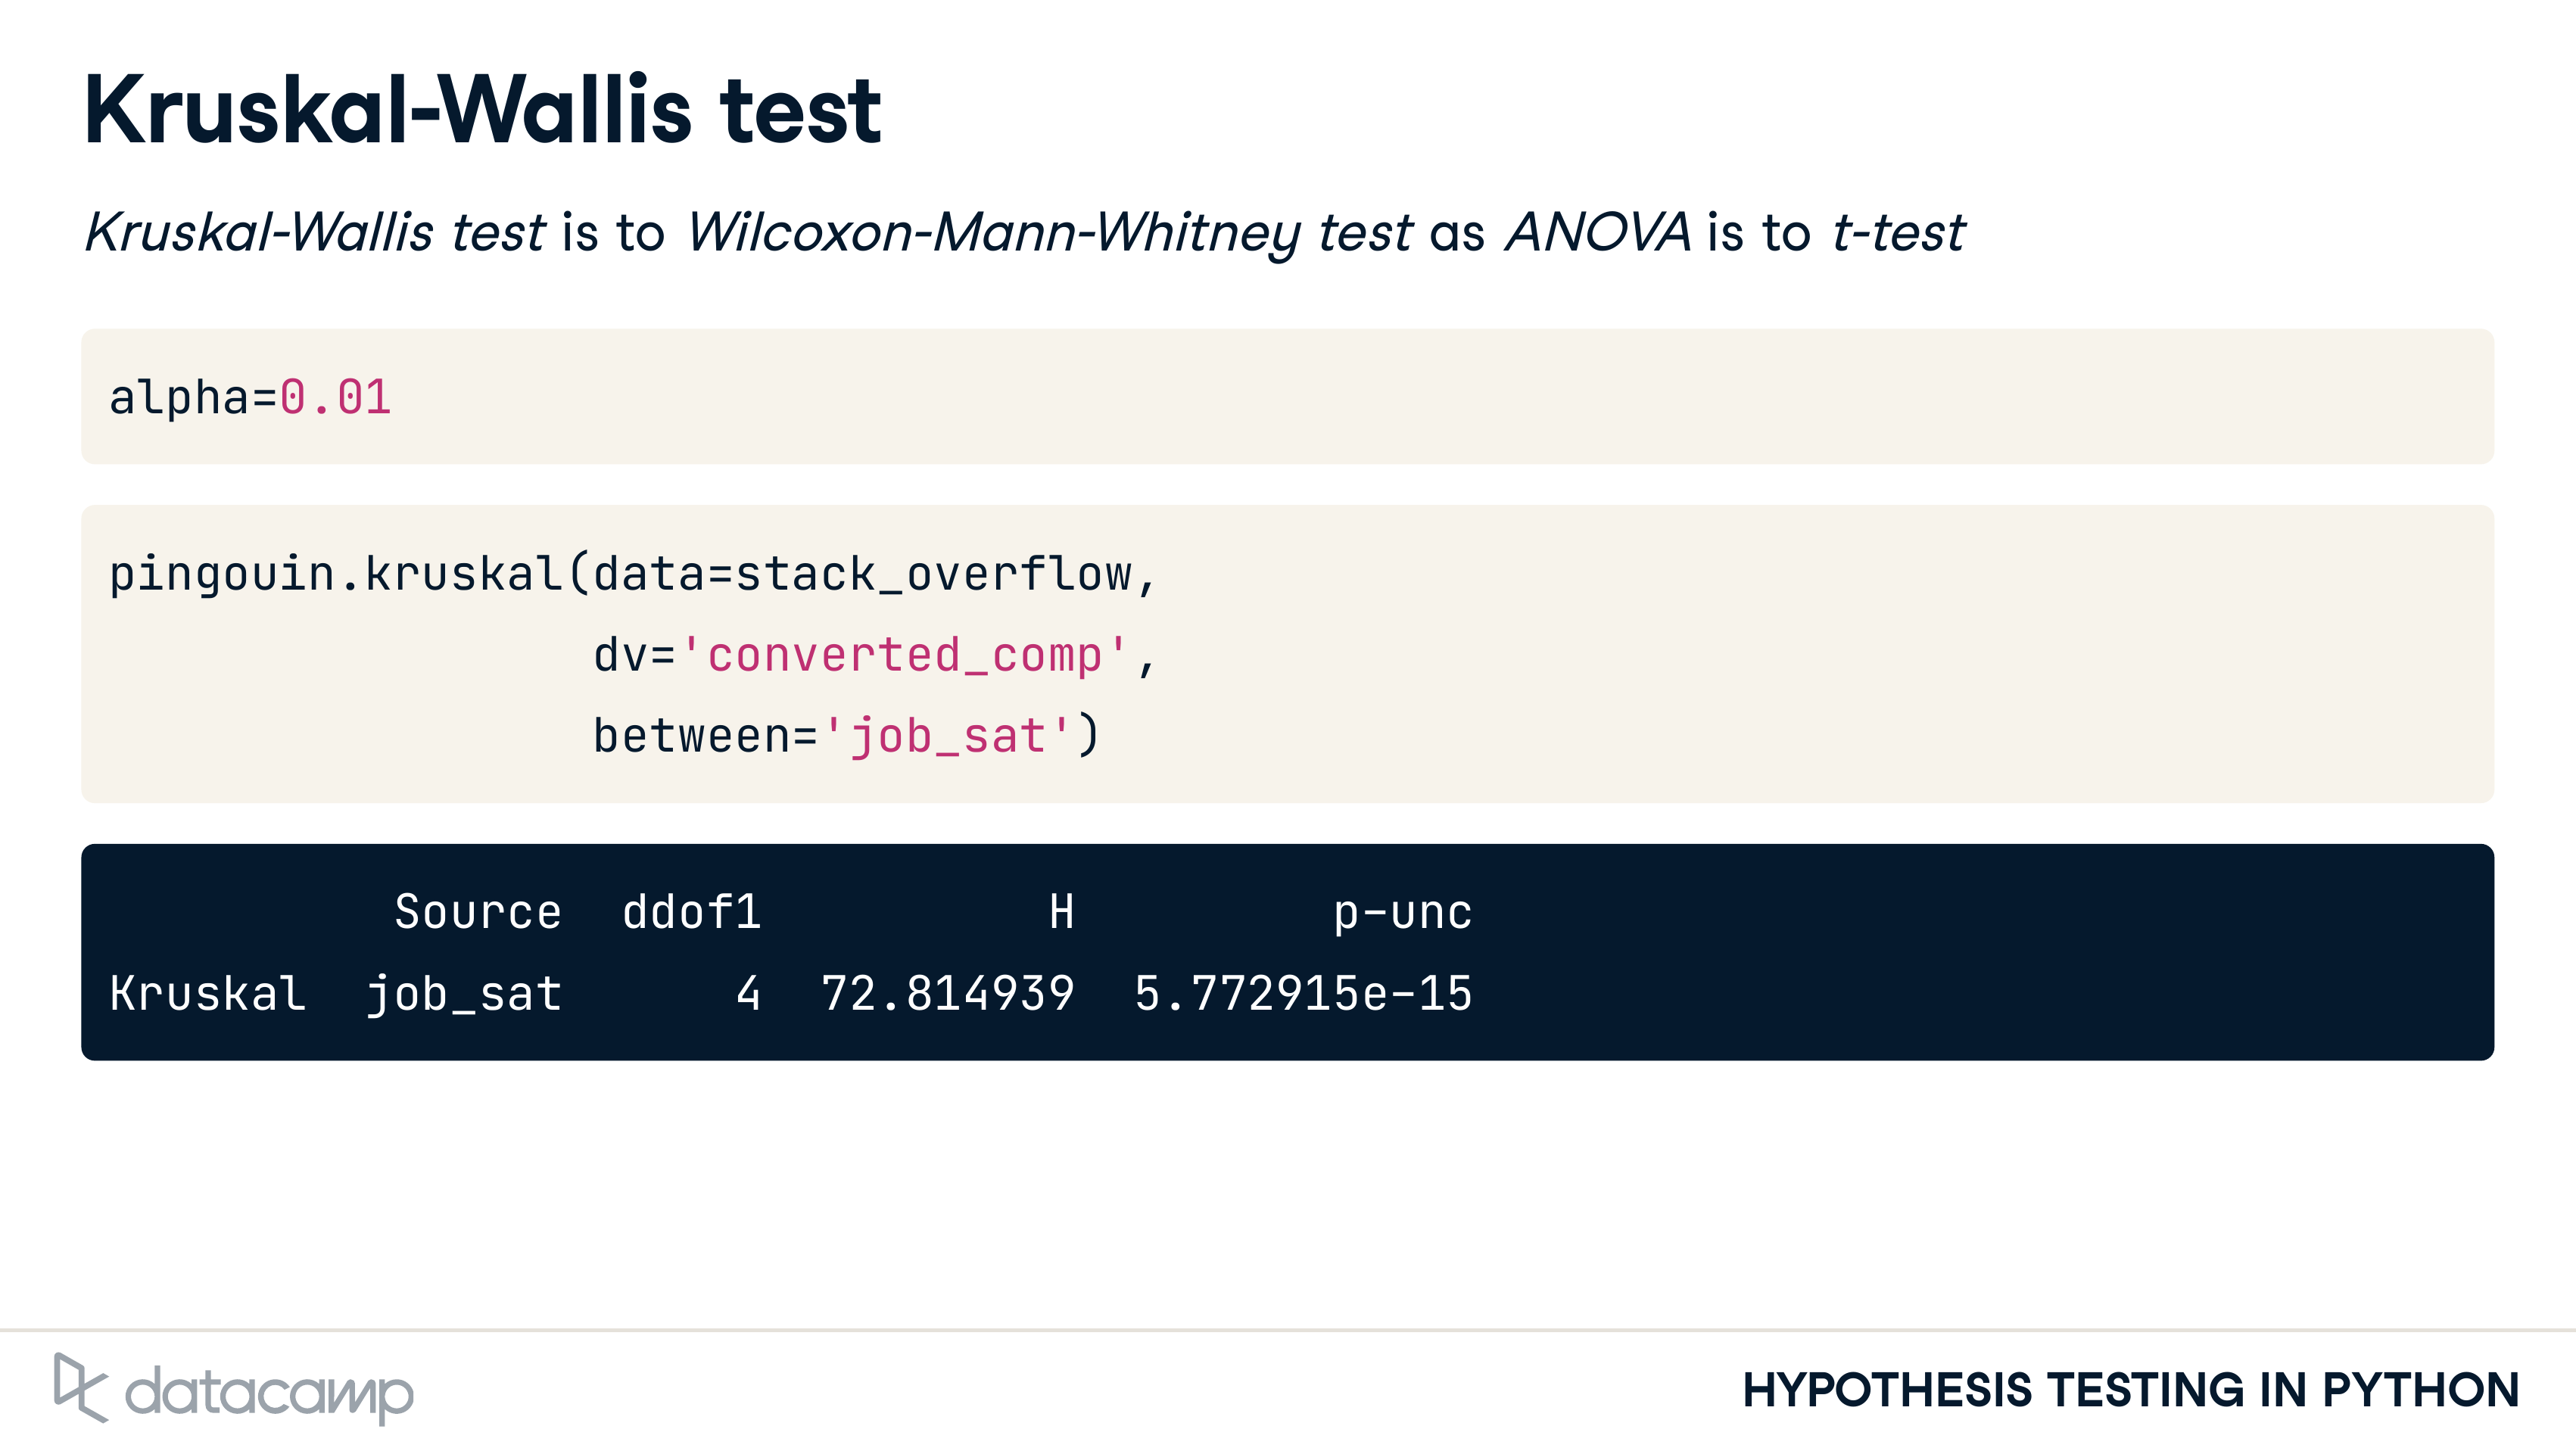 Kruskal-Wallis test
Kruskal-Wallis test is to Wilcoxon-Mann-Whitney test as ANOVA is to t-test
alpha=0.01
pingouin.kruskal(data=stack_overflow,
                 dv='converted_comp',
                 between='job_sat')
          Source  ddof1          H         p-unc
Kruskal  job_sat      4  72.814939  5.772915e-15
datacamp
HYPOTHESIS TESTING IN PYTHON